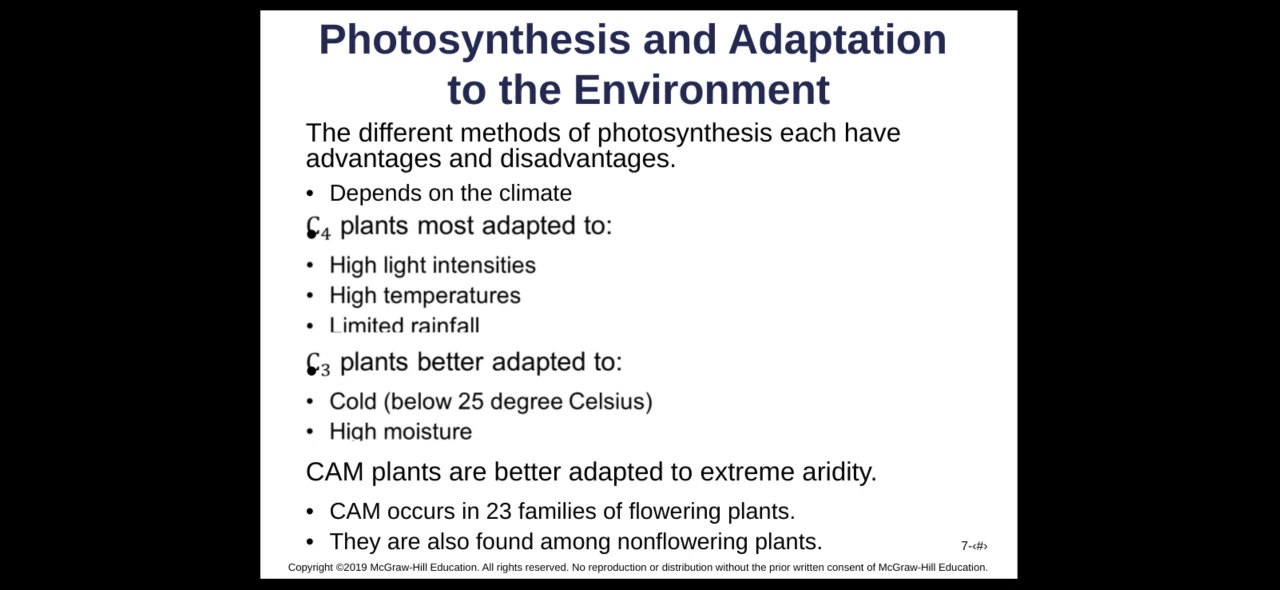 Photosynthesis and Adaptation
to the Environment
The different methods of photosynthesis each have
advantages and disadvantages.
• Depends on the climate
C₄ plants most adapted to:
• High light intensities
• High temperatures
• Limited rainfall
C₃ plants better adapted to:
• Cold (below 25 degree Celsius)
• High moisture
CAM plants are better adapted to extreme aridity.
• CAM occurs in 23 families of flowering plants.
• They are also found among nonflowering plants.
7-‹#›
Copyright ©2019 McGraw-Hill Education. All rights reserved. No reproduction or distribution without the prior written consent of McGraw-Hill Education.